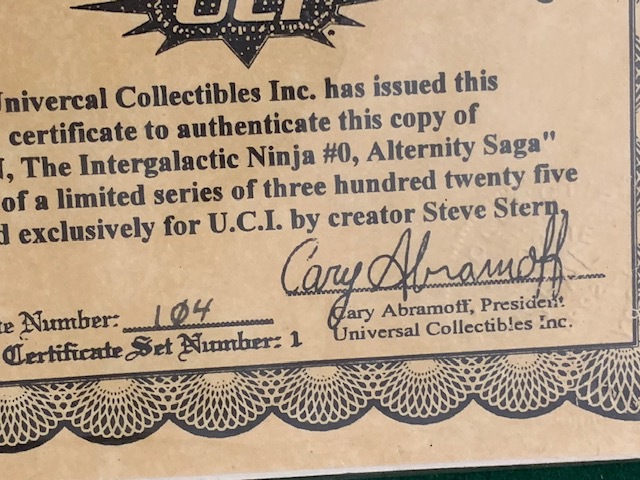 UCI
Univercal Collectibles Inc. has issued this
certificate to authenticate this copy of
N, The Intergalactic Ninja #0, Alternity Saga"
of a limited series of three hundred twenty five
d exclusively for U.C.I. by creator Steve Stern,
Cary Abramoff
Cary Abramoff, President
Universal Collectibles Inc.
te Number: 104
Certificate Set Number: 1